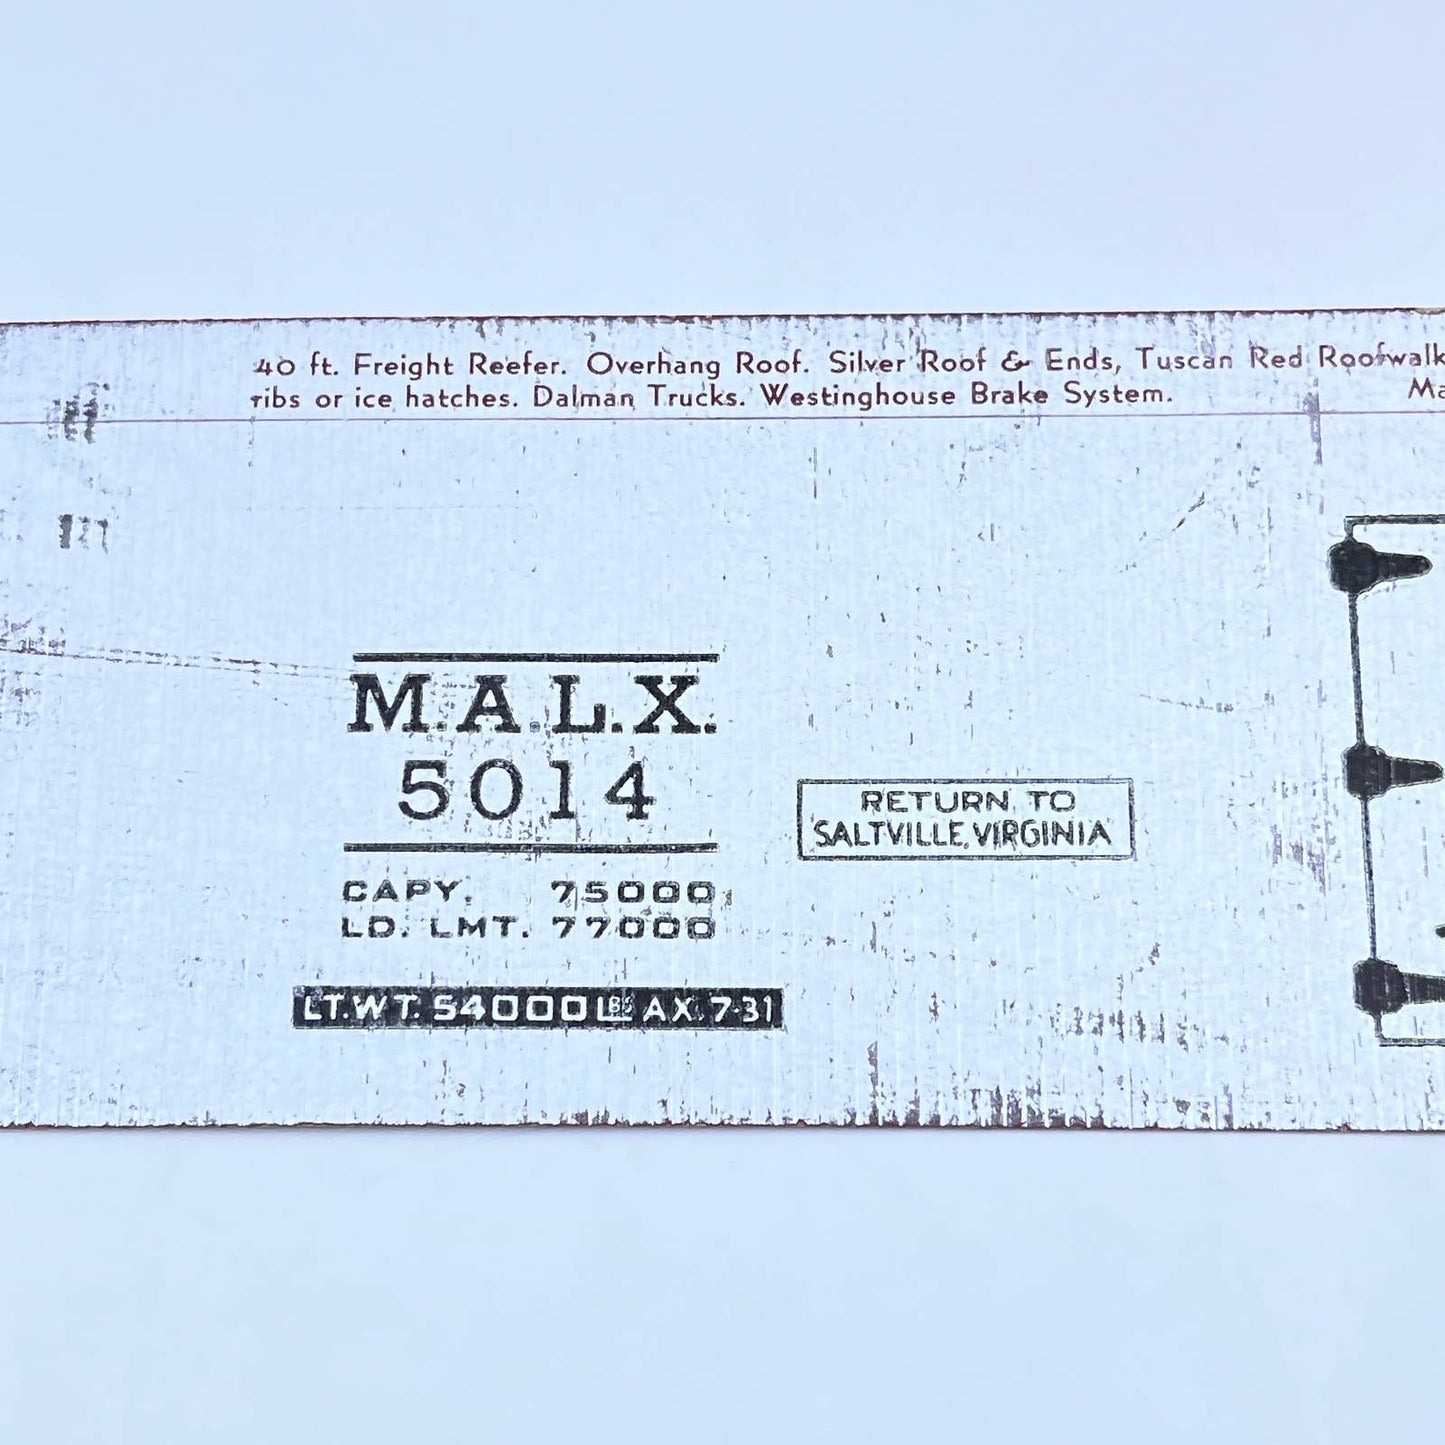 40 ft. Freight Reefer. Overhang Roof. Silver Roof & Ends, Tuscan Red Roofwalk
ribs or ice hatches. Dalman Trucks. Westinghouse Brake System.
M.A.L.X.
5014
CAPY. 75000
LD. LMT. 77000
LT.WT. 54000 LBS AX. 7-31
RETURN TO
SALTVILLE, VIRGINIA